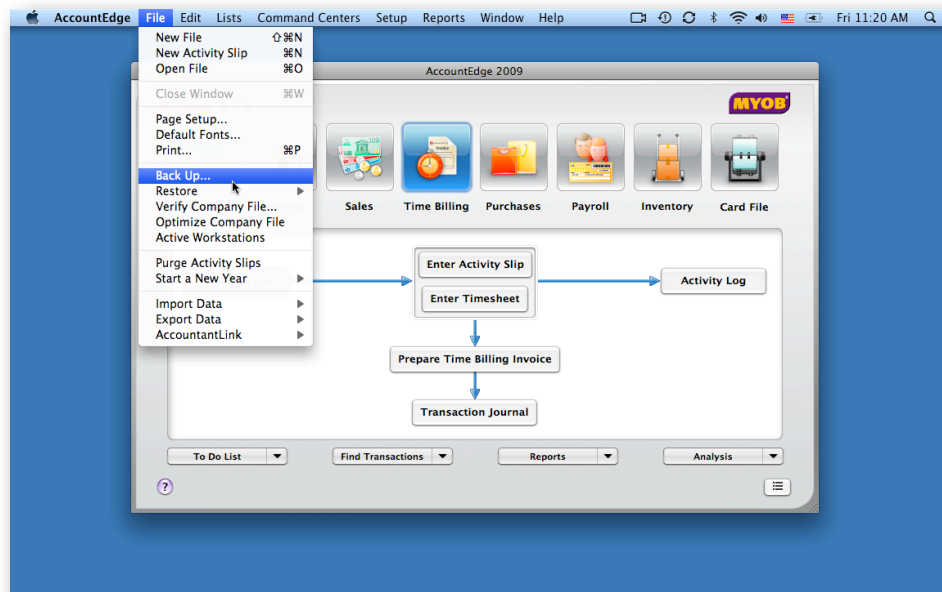 AccountEdge File Edit Lists Command Centers Setup Reports Window Help Fri 11:20 AM
New File ⇧⌘N
New Activity Slip ⌘N
Open File ⌘O
Close Window ⌘W
Page Setup...
Default Fonts...
Print... ⌘P
Back Up...
Restore
Verify Company File...
Optimize Company File
Active Workstations
Purge Activity Slips
Start a New Year
Import Data
Export Data
AccountantLink
AccountEdge 2009
MYOB
Sales Time Billing Purchases Payroll Inventory Card File
Enter Activity Slip
Enter Timesheet
Activity Log
Prepare Time Billing Invoice
Transaction Journal
To Do List Find Transactions Reports Analysis
?